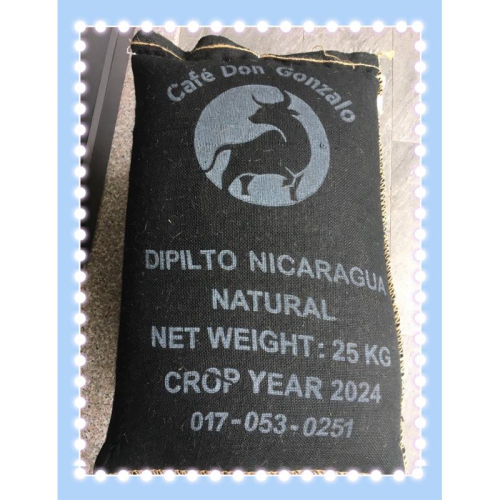 Café Don Gonzalo
DIPILTO NICARAGUA
NATURAL
NET WEIGHT: 25 KG
CROP YEAR 2024
017-053-0251